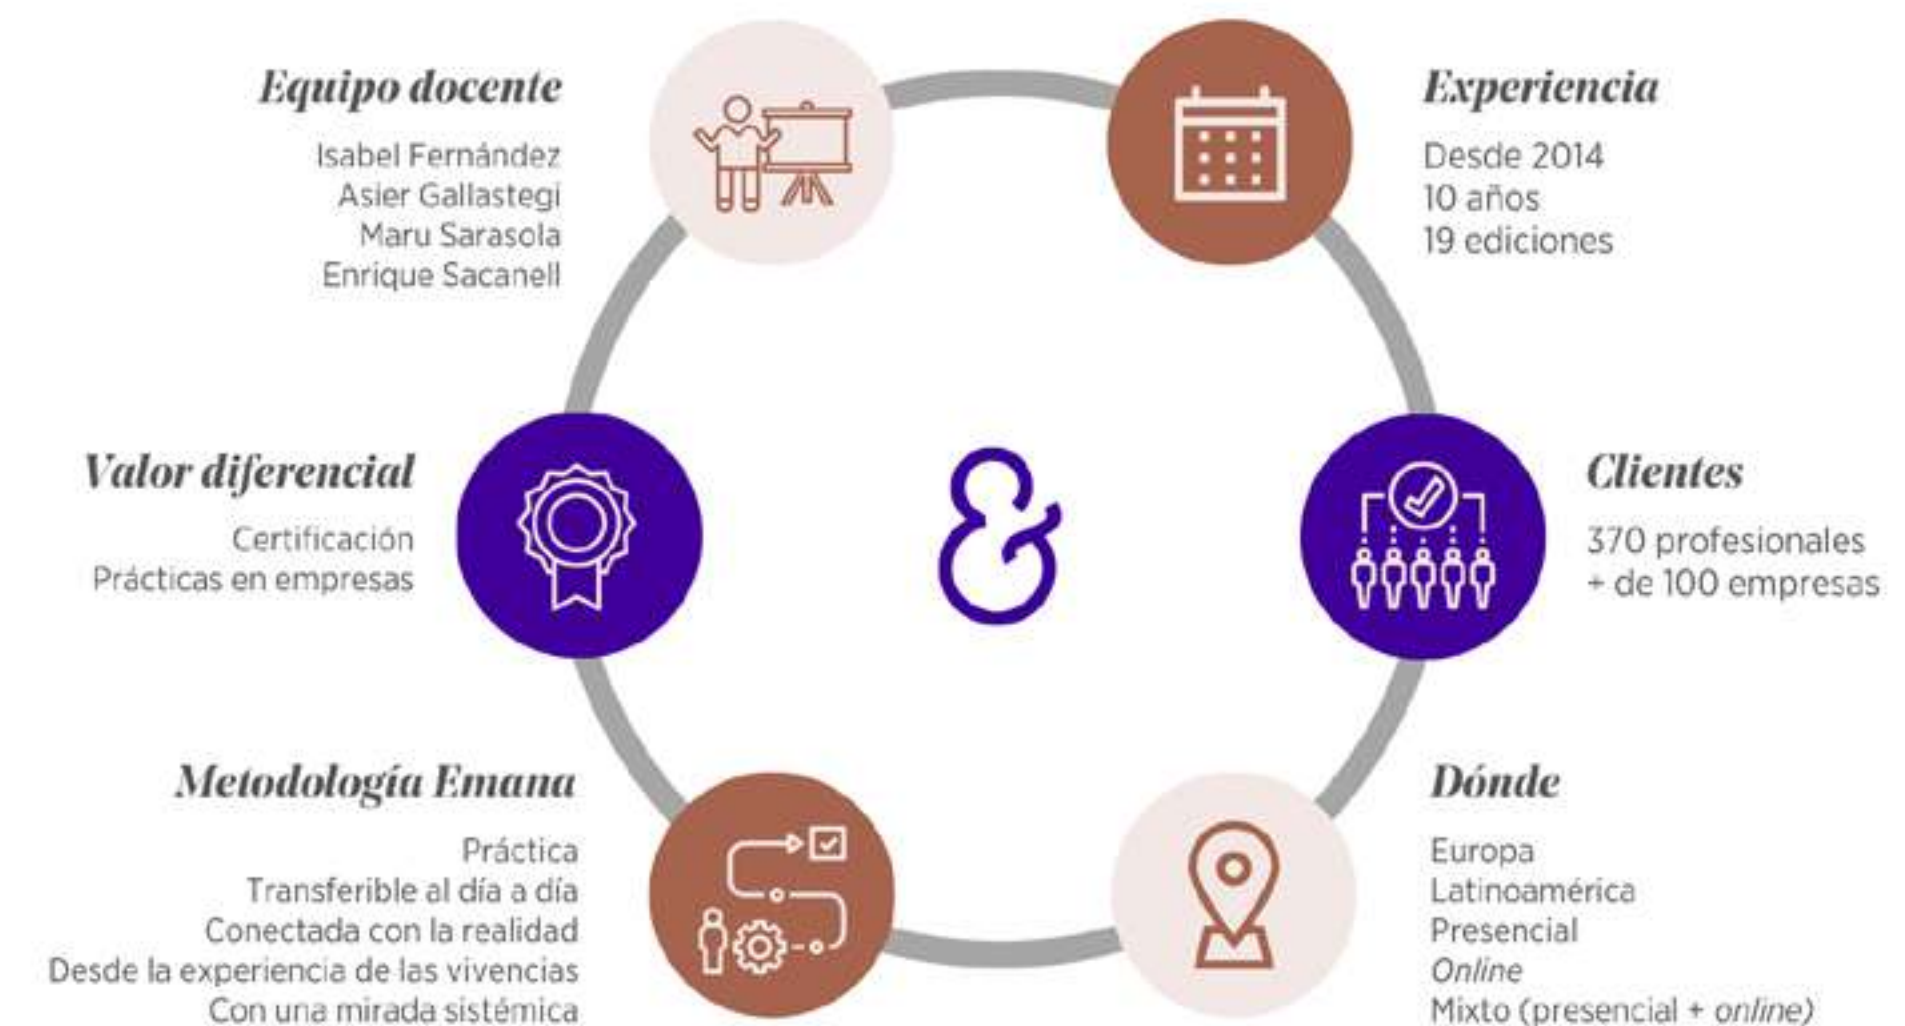 Equipo docente
Isabel Fernández
Asier Gallastegi
Maru Sarasola
Enrique Sacanell
Experiencia
Desde 2014
10 años
19 ediciones
Valor diferencial
Certificación
Prácticas en empresas
&
Clientes
370 profesionales
+ de 100 empresas
Metodología Emana
Práctica
Transferible al día a día
Conectada con la realidad
Desde la experiencia de las vivencias
Con una mirada sistémica
Dónde
Europa
Latinoamérica
Presencial
Online
Mixto (presencial + online)